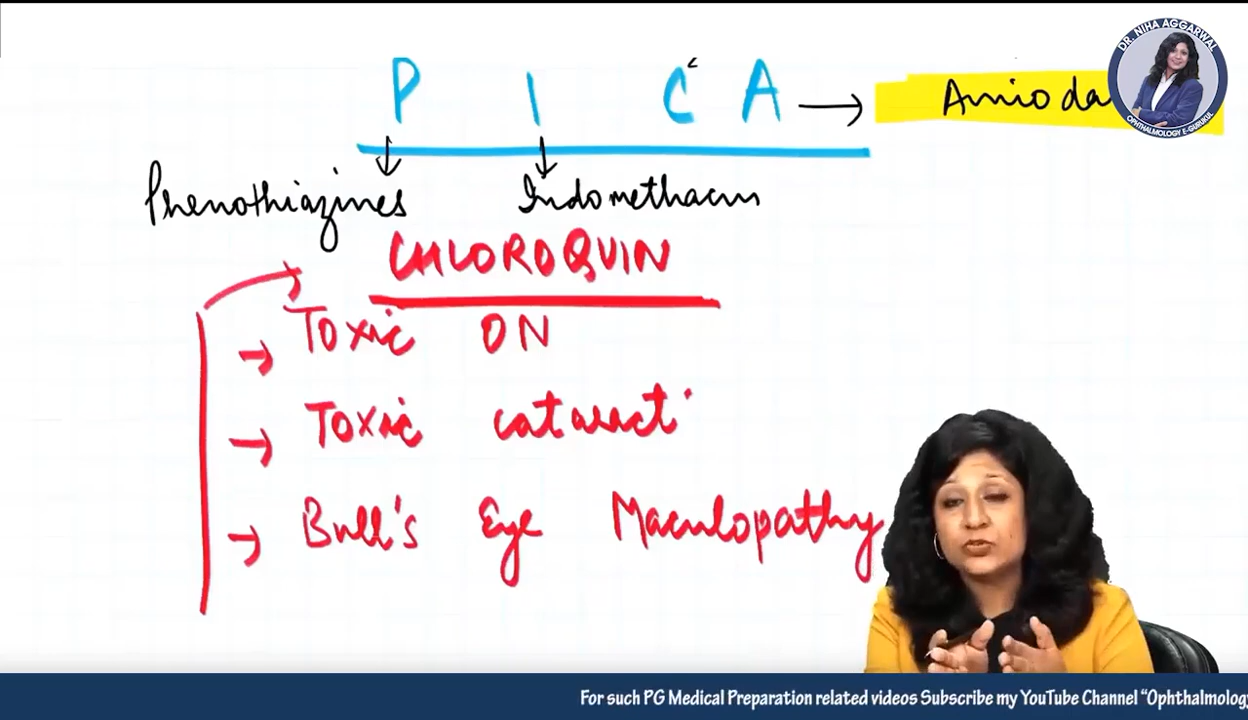 P I C A → Amioda
Phenothiazines Indomethacin
CHLOROQUIN
→ Toxic ON
→ Toxic cataract
→ Bull's Eye Maculopathy
DR. NIHA AGGARWAL
OPHTHALMOLOGY E-GURUKUL
For such PG Medical Preparation related videos Subscribe my YouTube Channel "Ophthalmology